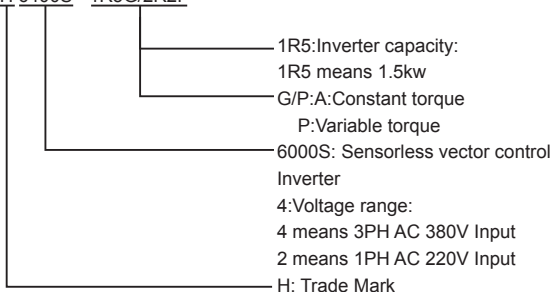 1R5:Inverter capacity:
1R5 means 1.5kw
G/P:A:Constant torque
P:Variable torque
6000S: Sensorless vector control
Inverter
4:Voltage range:
4 means 3PH AC 380V Input
2 means 1PH AC 220V Input
H: Trade Mark